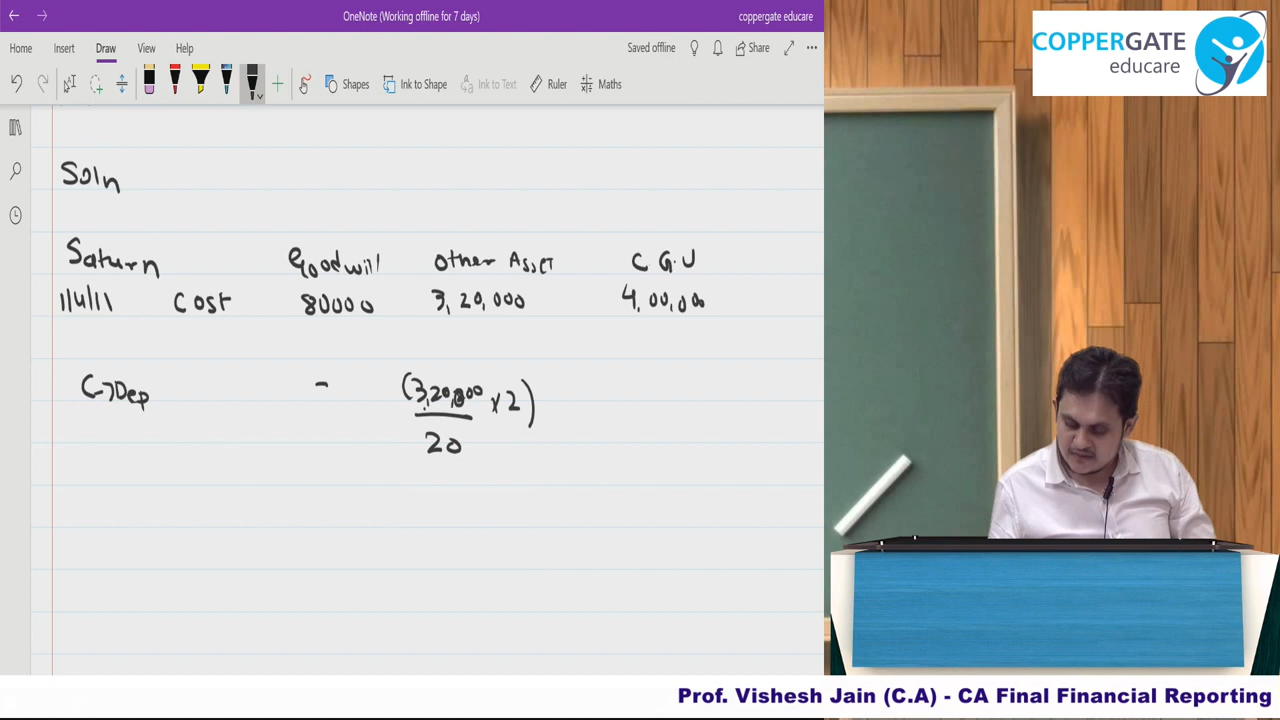 OneNote (Working offline for 7 days)
coppergate educare
Home Insert Draw View Help
Saved offline Share
Shapes Ink to Shape Ink to Text Ruler Maths
COPPERGATE
educare
Soln
Saturn Goodwill Other Asset C G.U
1/4/11 Cost 80000 3,20,000 4,00,000
(-)Dep - (3,20,000 × 2)
20
Prof. Vishesh Jain (C.A) - CA Final Financial Reporting